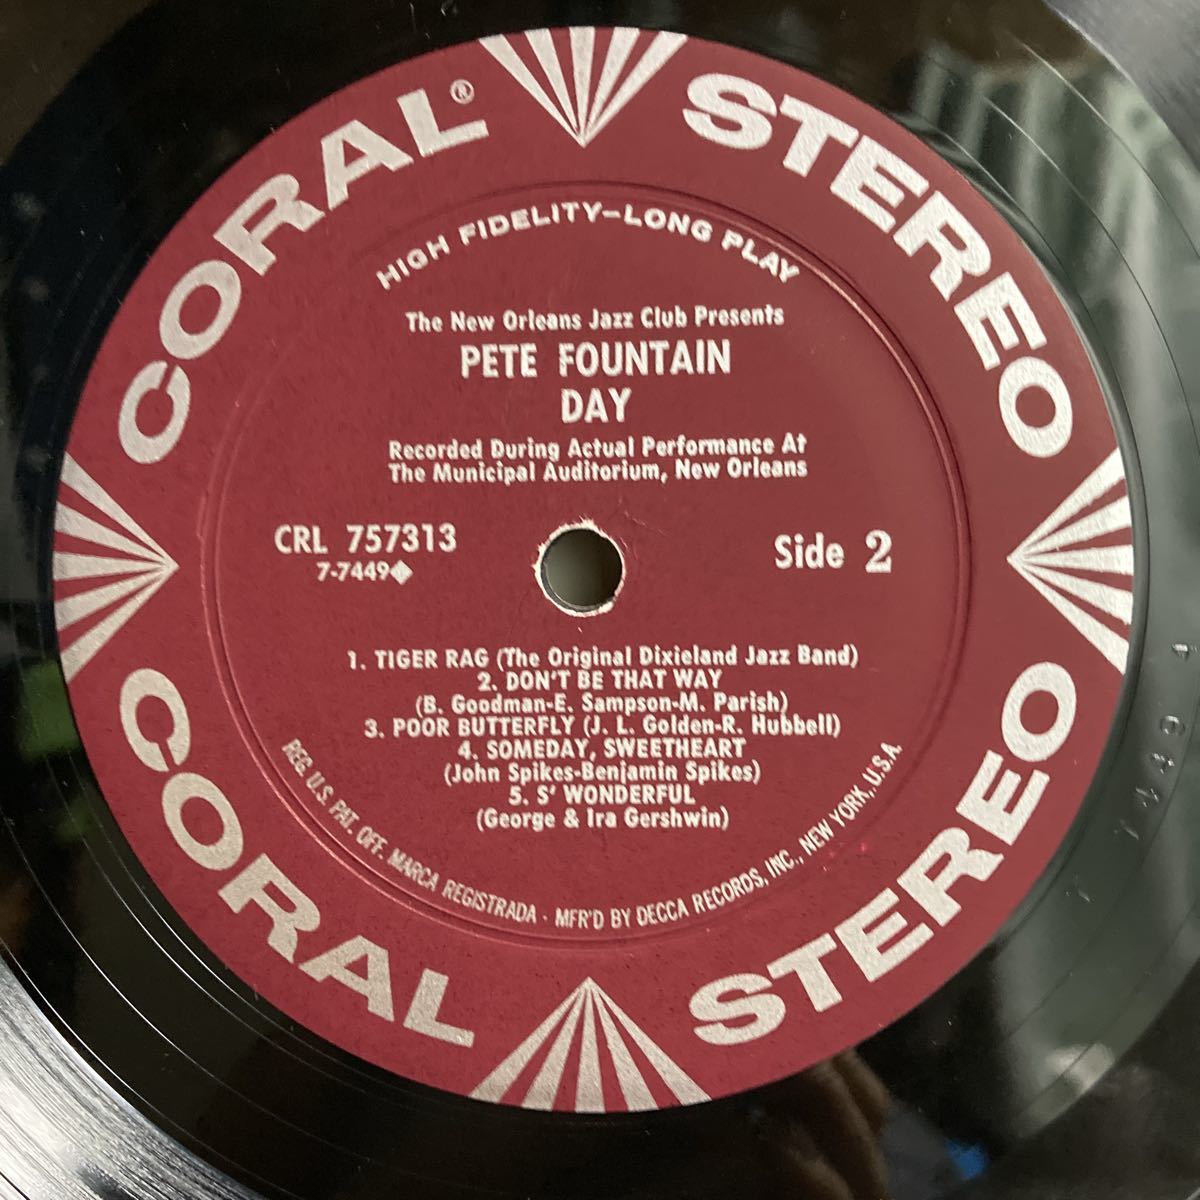 CORAL® STEREO
HIGH FIDELITY—LONG PLAY
The New Orleans Jazz Club Presents
PETE FOUNTAIN
DAY
Recorded During Actual Performance At
The Municipal Auditorium, New Orleans
CRL 757313
7-7449
Side 2
1. TIGER RAG (The Original Dixieland Jazz Band)
2. DON'T BE THAT WAY
(B. Goodman-E. Sampson-M. Parish)
3. POOR BUTTERFLY (J. L. Golden-R. Hubbell)
4. SOMEDAY, SWEETHEART
(John Spikes-Benjamin Spikes)
5. S' WONDERFUL
(George & Ira Gershwin)
REG. U.S. PAT. OFF. MARCA REGISTRADA · MFR'D BY DECCA RECORDS, INC., NEW YORK, U.S.A.
CORAL STEREO